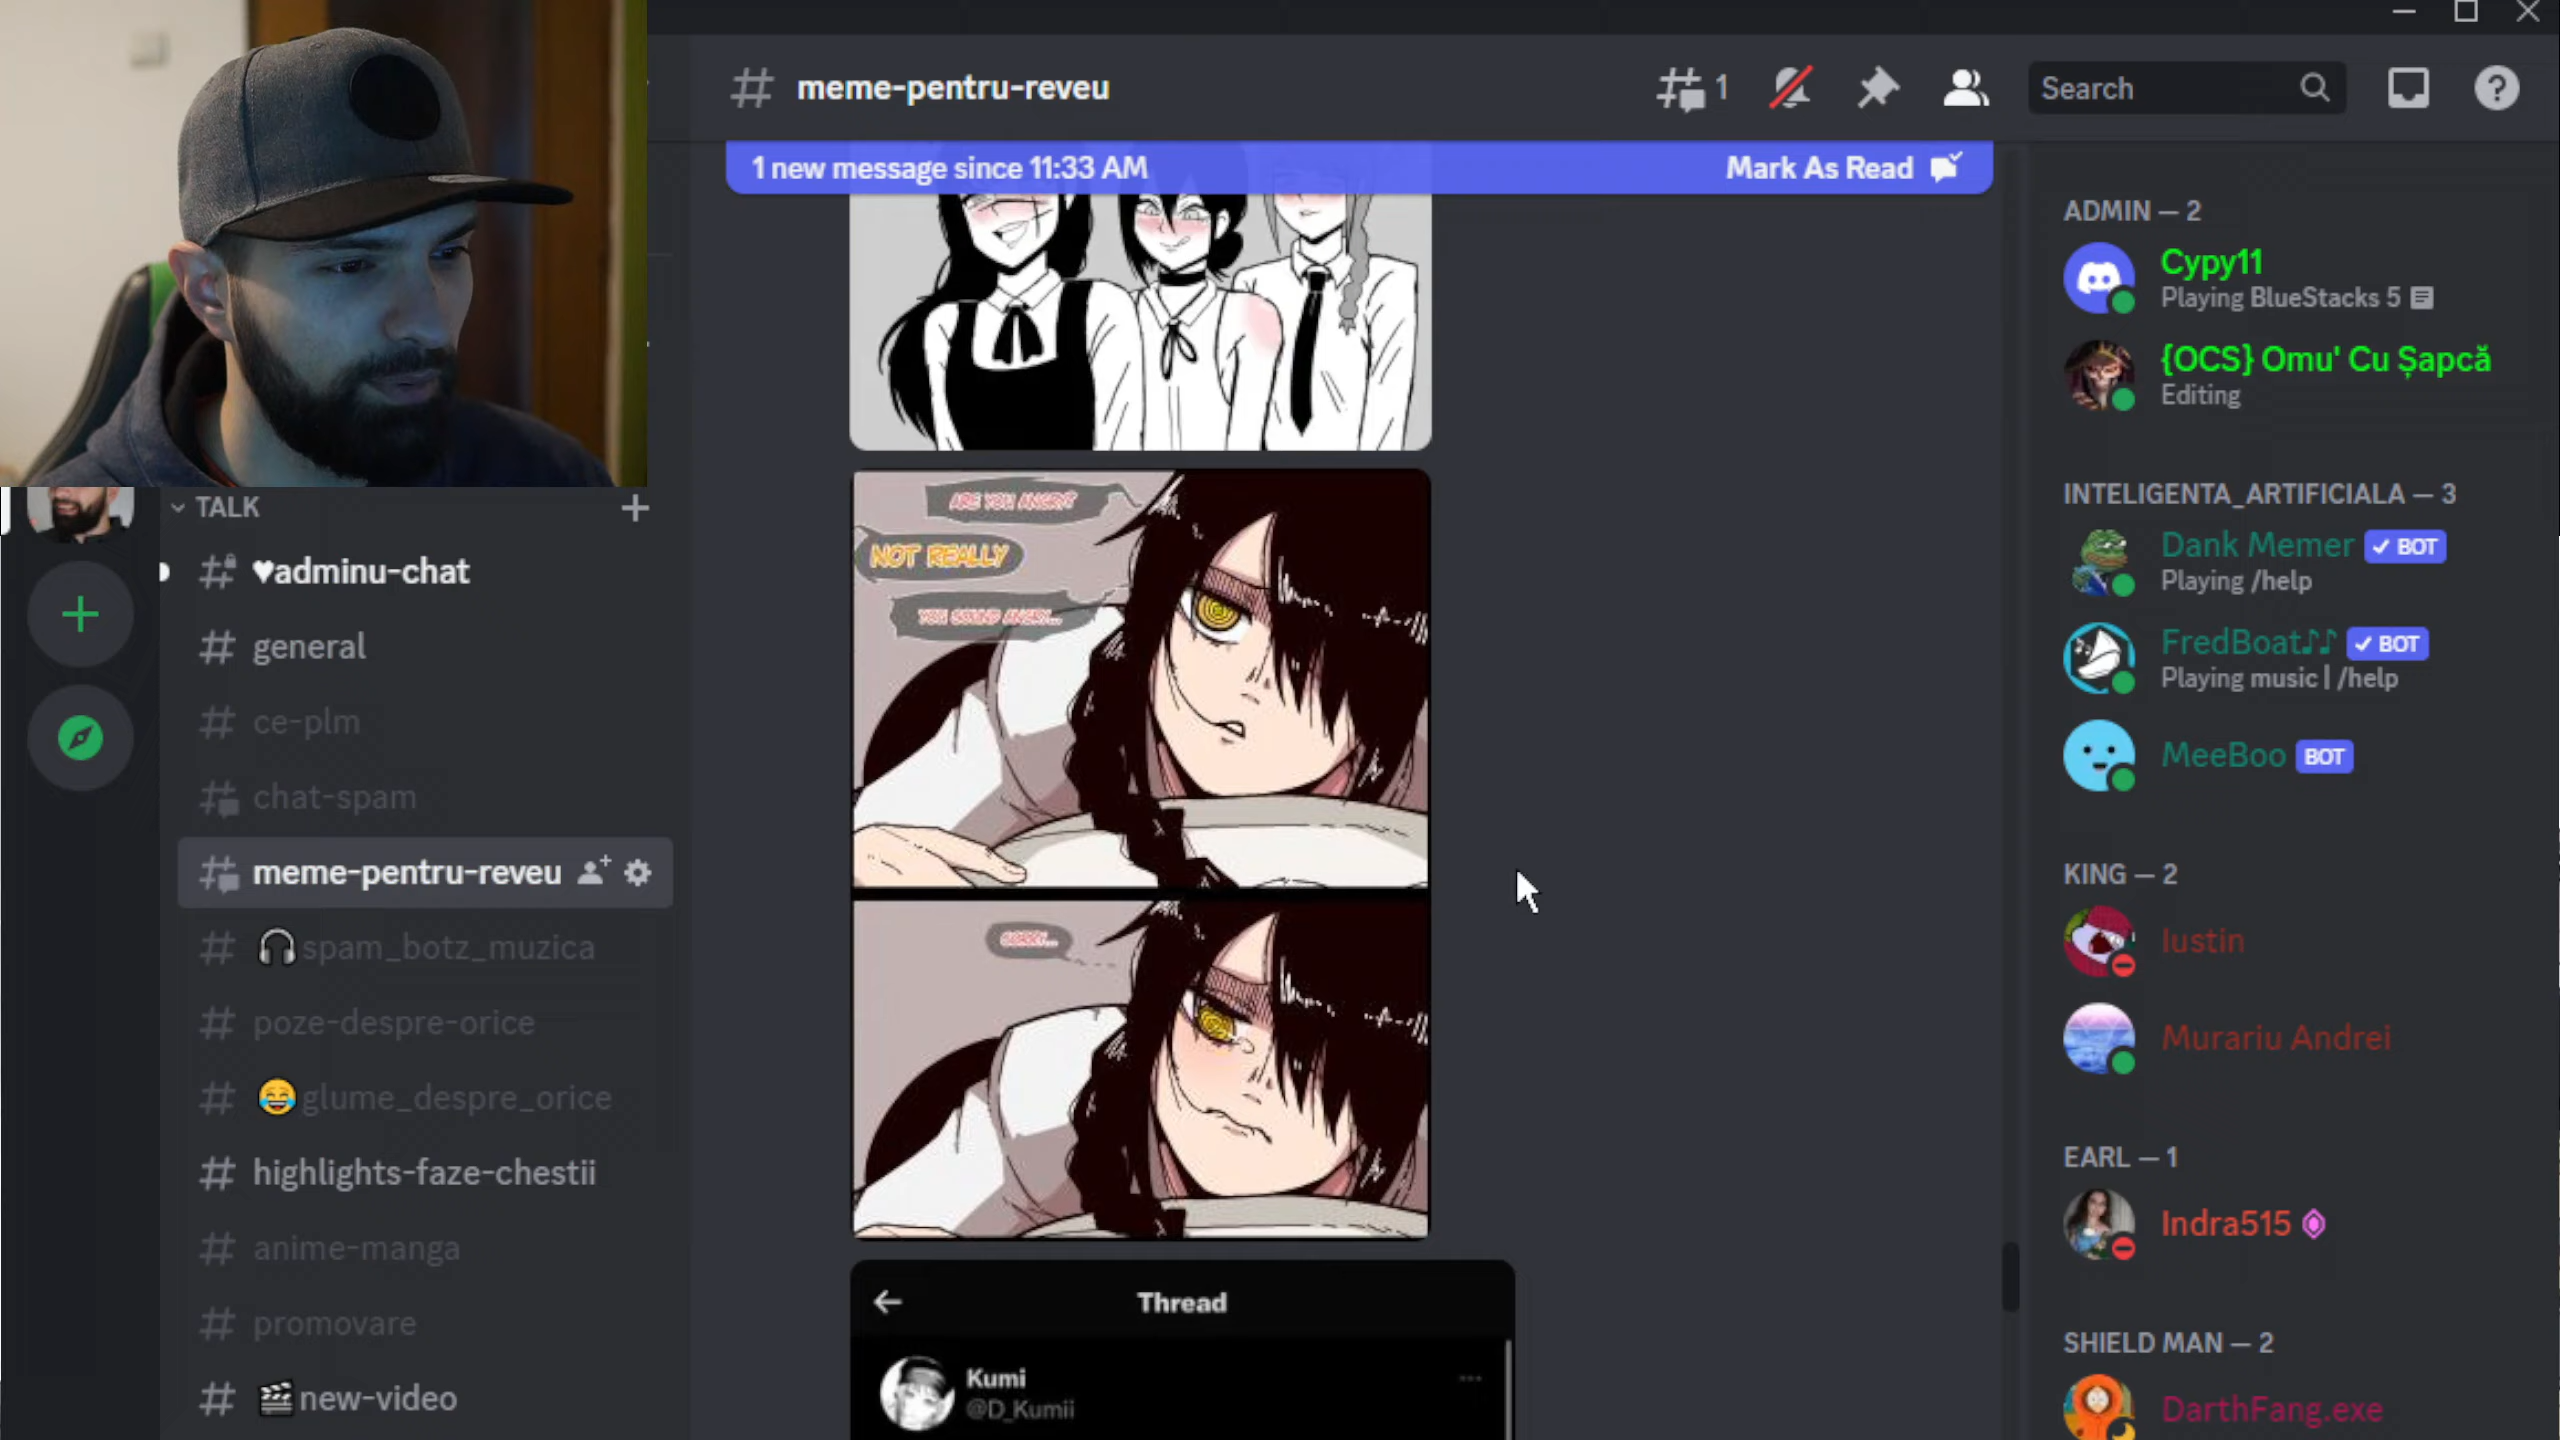 meme-pentru-reveu
1
Search
1 new message since 11:33 AM
Mark As Read
ARE YOU ANGRY?
NOT REALLY
YOU SOUND ANGRY...
SORRY...
Thread
Kumi
@D_Kumii
TALK
♥adminu-chat
general
ce-plm
chat-spam
meme-pentru-reveu
🎧spam_botz_muzica
poze-despre-orice
😂glume_despre_orice
highlights-faze-chestii
anime-manga
promovare
🎬new-video
ADMIN — 2
Cypy11
Playing BlueStacks 5
{OCS} Omu' Cu Șapcă
Editing
INTELIGENTA_ARTIFICIALA — 3
Dank Memer ✓ BOT
Playing /help
FredBoat♪♪ ✓ BOT
Playing music | /help
MeeBoo BOT
KING — 2
Iustin
Murariu Andrei
EARL — 1
Indra515
SHIELD MAN — 2
DarthFang.exe